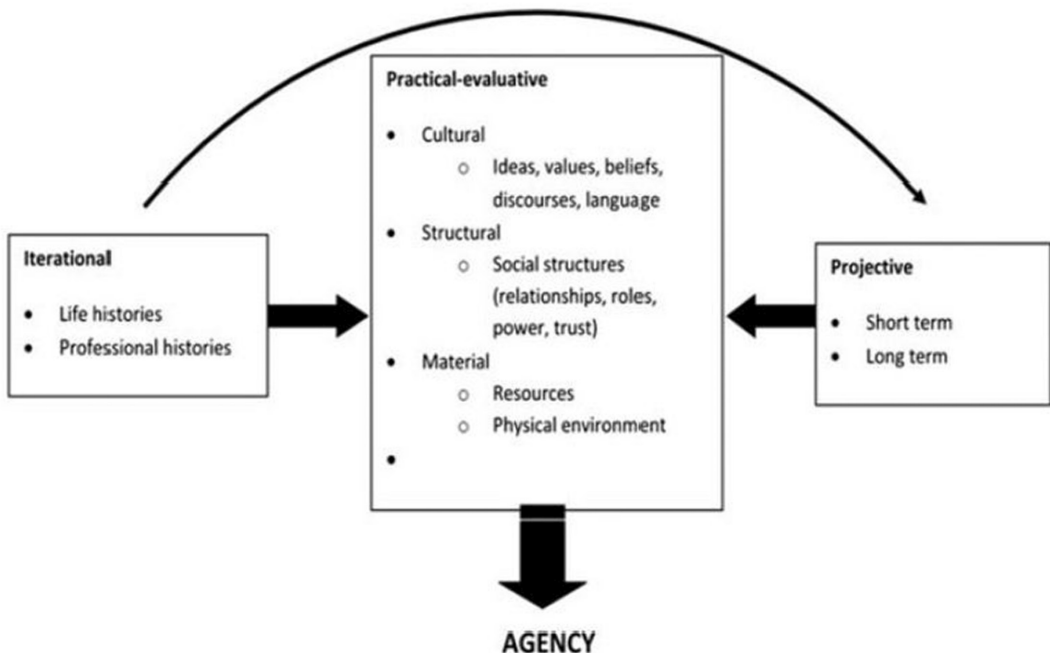 Iterational
• Life histories
• Professional histories
Practical-evaluative
• Cultural
o Ideas, values, beliefs,
discourses, language
• Structural
o Social structures
(relationships, roles,
power, trust)
• Material
o Resources
o Physical environment
•
Projective
• Short term
• Long term
AGENCY